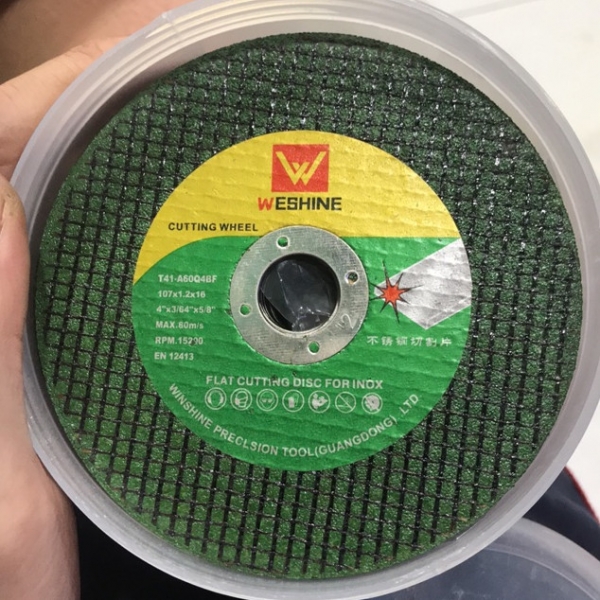 W
WESHINE
CUTTING WHEEL
T41-A60Q4BF
107x1.2x16
4"x3/64"x5/8"
MAX.80m/s
RPM.15200
EN 12413
不锈钢切割片
FLAT CUTTING DISC FOR INOX
WINSHINE PRECLSION TOOL(GUANGDONG) LTD